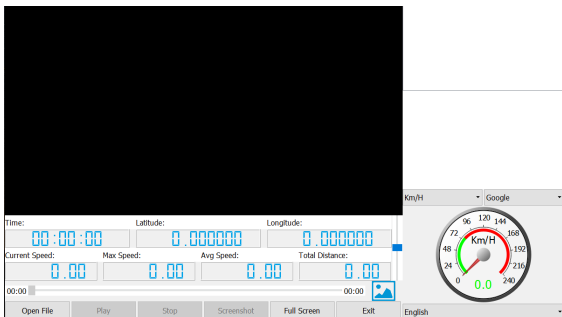 Km/H Google
Time: Latitude: Longitude:
00:00:00 0.000000 0.000000
Current Speed: Max Speed: Avg Speed: Total Distance:
0.00 0.00 0.00 0.00
00:00 00:00
Open File Play Stop Screenshot Full Screen Exit
0 24 48 72 96 120 144 168 192 216 240
Km/H
0.0
English